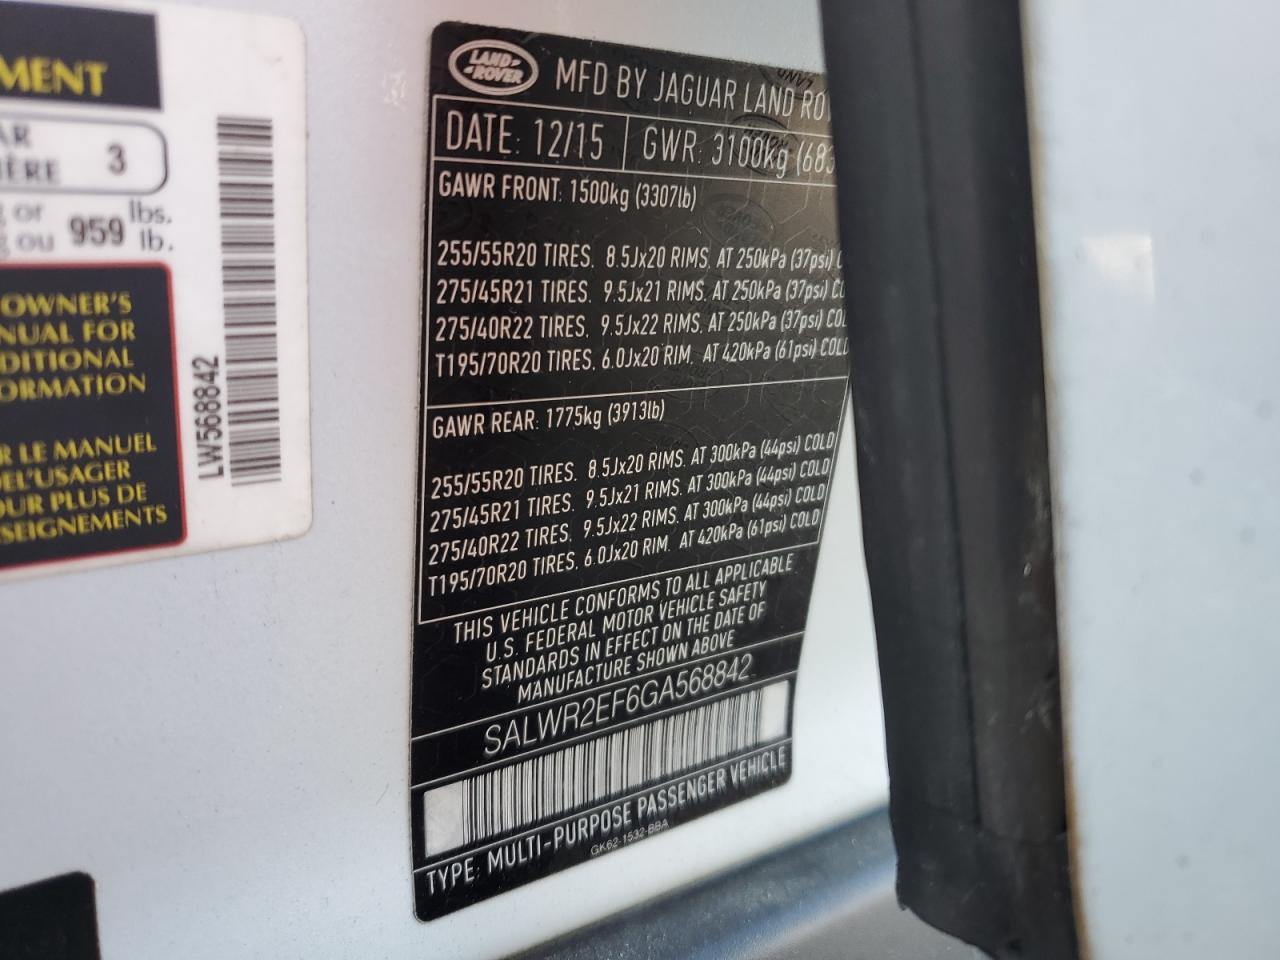 MENT
3
959 lbs.
ou lb.
OWNER'S
NUAL FOR
DITIONAL
ORMATION
R LE MANUEL
DEL'USAGER
OUR PLUS DE
SEIGNEMENTS
LW568842
LAND ROVER
MFD BY JAGUAR LAND ROV
DATE: 12/15 GWR: 3100kg (683
GAWR FRONT: 1500kg (3307lb)
255/55R20 TIRES. 8.5Jx20 RIMS. AT 250kPa (37psi) C
275/45R21 TIRES. 9.5Jx21 RIMS. AT 250kPa (37psi) CO
275/40R22 TIRES. 9.5Jx22 RIMS. AT 250kPa (37psi) COL
T195/70R20 TIRES. 6.0Jx20 RIM. AT 420kPa (61psi) COLD
GAWR REAR: 1775kg (3913lb)
255/55R20 TIRES. 8.5Jx20 RIMS. AT 300kPa (44psi) COLD
275/45R21 TIRES. 9.5Jx21 RIMS. AT 300kPa (44psi) COLD
275/40R22 TIRES. 9.5Jx22 RIMS. AT 300kPa (44psi) COLD
T195/70R20 TIRES. 6.0Jx20 RIM. AT 420kPa (61psi) COLD
THIS VEHICLE CONFORMS TO ALL APPLICABLE
U.S. FEDERAL MOTOR VEHICLE SAFETY
STANDARDS IN EFFECT ON THE DATE OF
MANUFACTURE SHOWN ABOVE
SALWR2EF6GA568842
TYPE: MULTI-PURPOSE PASSENGER VEHICLE
GK62-1532-BBA